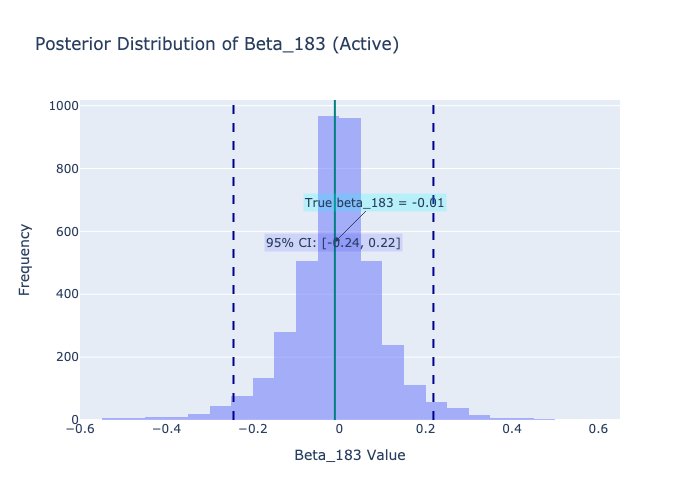 Posterior Distribution of Beta_183 (Active)
1000
800
600
400
200
0
Frequency
True beta_183 = -0.01
95% CI: [-0.24, 0.22]
−0.6
−0.4
−0.2
0
0.2
0.4
0.6
Beta_183 Value